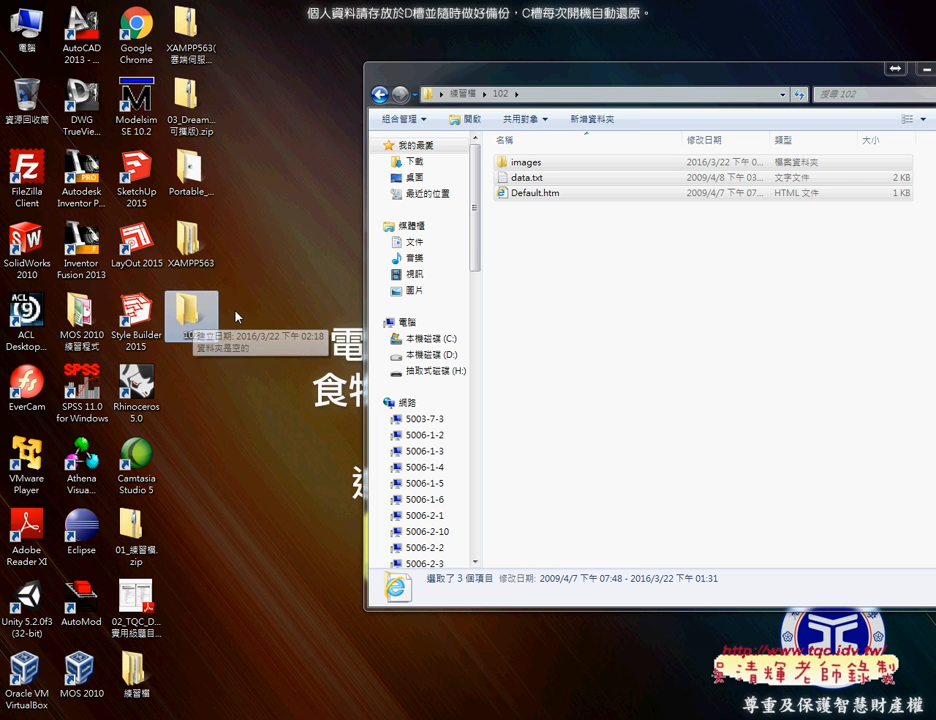 個人資料請存放於D槽並隨時做好備份，C槽每次開機自動還原。
電腦
AutoCAD 2013 - ...
Google Chrome
XAMPP563(
雲端伺服...
資源回收筒
DWG TrueVie...
Modelsim SE 10.2
03_Dream...
可攜版).zip
FileZilla Client
Autodesk Inventor P...
SketchUp 2015
Portable_...
SolidWorks 2010
Inventor Fusion 2013
LayOut 2015
XAMPP563
ACL Desktop...
MOS 2010 練習程式
Style Builder 2015
建立日期: 2016/3/22 下午 02:18
資料夾是空的
EverCam
SPSS 11.0 for Windows
Rhinoceros 5.0
VMware Player
Athena Visua...
Camtasia Studio 5
Adobe Reader XI
Eclipse
01_練習檔.zip
Unity 5.2.0f3 (32-bit)
AutoMod
02_TQC_D...
實用級題目...
Oracle VM VirtualBox
MOS 2010
練習檔
練習檔 ▸ 102 ▸
搜尋 102
組合管理
開啟
共用對象
新增資料夾
名稱 修改日期 類型 大小
images 2016/3/22 下午 0... 檔案資料夾
data.txt 2009/4/8 下午 03... 文字文件 2 KB
Default.htm 2009/4/7 下午 07... HTML 文件 1 KB
我的最愛
下載
桌面
最近的位置
媒體櫃
文件
音樂
視訊
圖片
電腦
本機磁碟 (C:)
本機磁碟 (D:)
抽取式磁碟 (H:)
網路
5003-7-3
5006-1-2
5006-1-3
5006-1-4
5006-1-5
5006-1-6
5006-2-1
5006-2-10
5006-2-2
5006-2-3
選取了 3 個項目 修改日期: 2009/4/7 下午 07:48 - 2016/3/22 下午 01:31
電
食物
http://www.tqc.idv.tw/
吳清輝老師錄製
尊重及保護智慧財產權